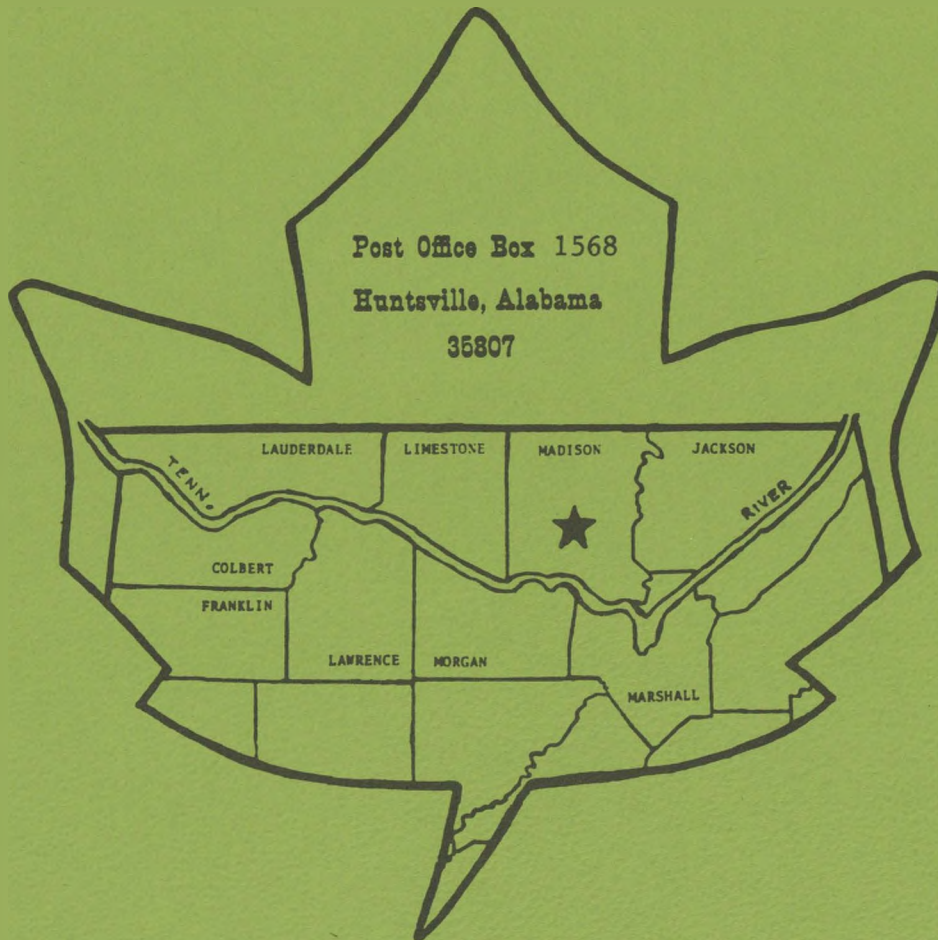 Post Office Box 1568
Huntsville, Alabama
35807
LAUDERDALE
LIMESTONE
MADISON
JACKSON
TENN.
RIVER
COLBERT
FRANKLIN
LAWRENCE
MORGAN
MARSHALL